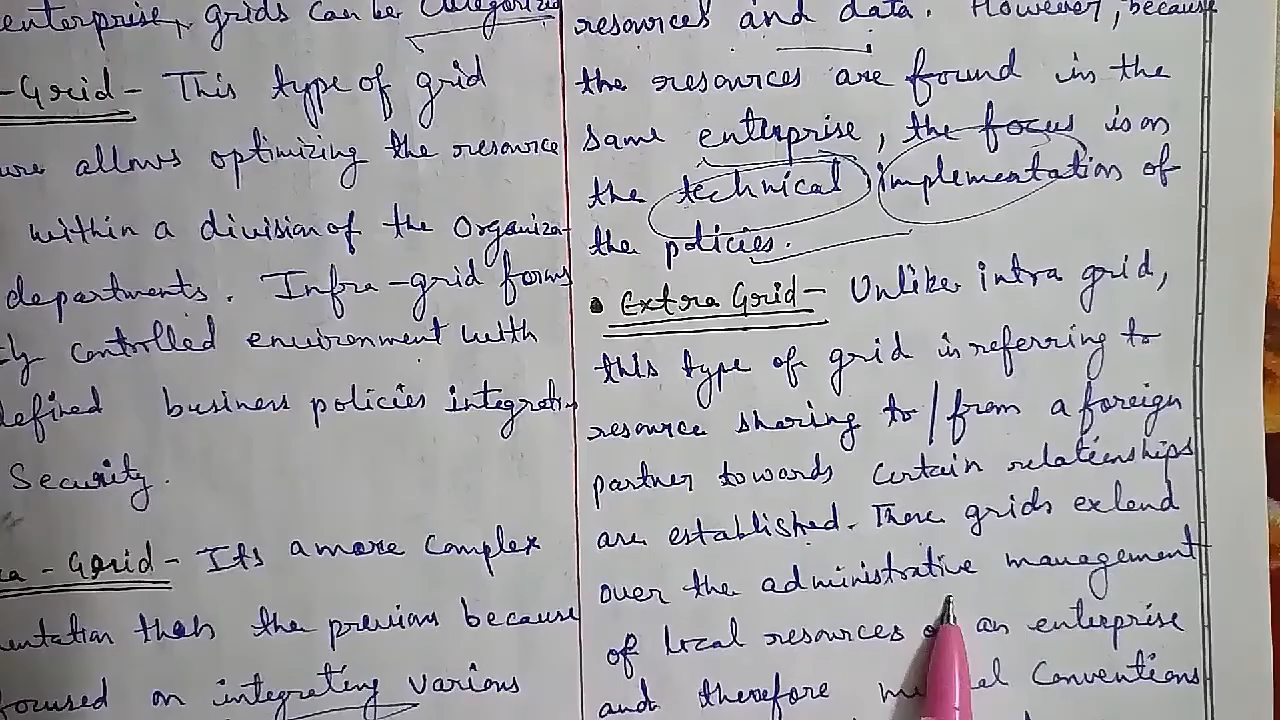 enterprise, grids can be Categorized
-Grid- This type of grid
ure allows optimizing the resource
within a division of the Organiza-
departments. Infra-grid forms
ly controlled environment with
defined business policies integrati-
Security.
ra - Grid- Its a more Complex
entation than the previous because
focused on integrating various
resources and data. However, because
the resources are found in the
same enterprise, the focus is on
the technical implementation of
the policies.
• Extra Grid- Unlike intra grid,
this type of grid is referring to
resource sharing to/from a foreign
partner towards certain relationships
are established. These grids extend
over the administrative management
of local resources an enterprise
and therefore Conventions